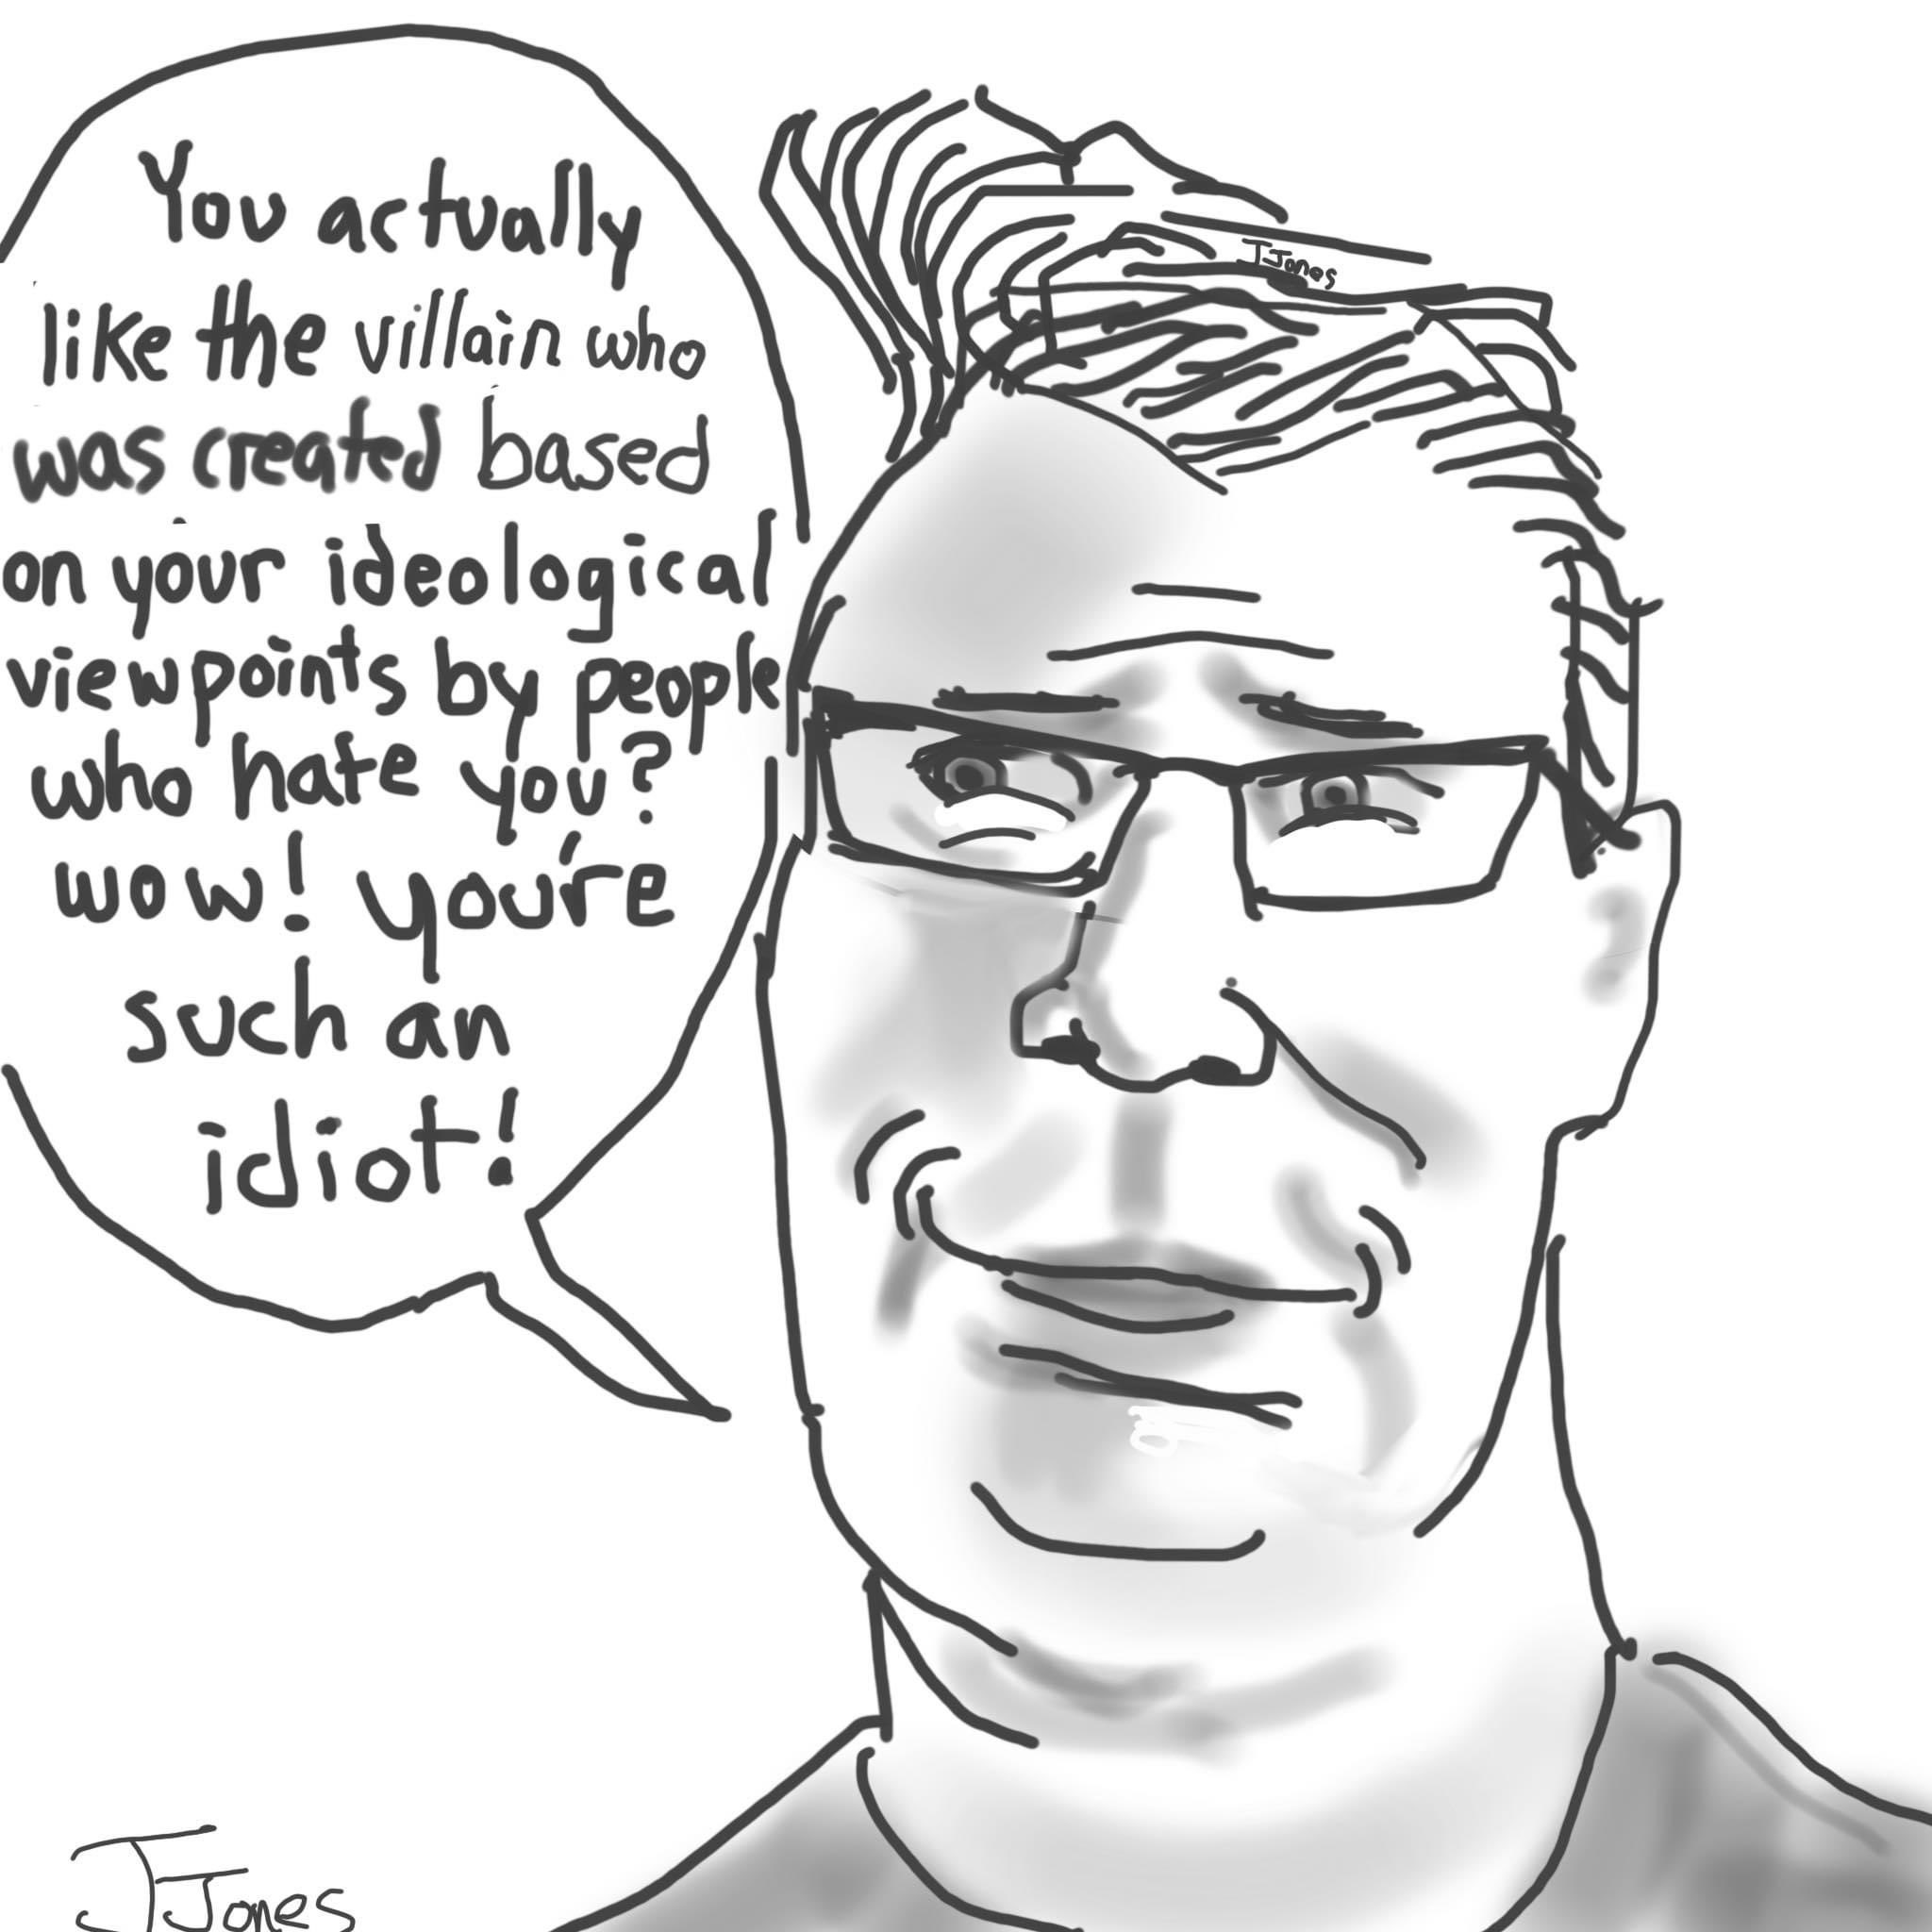 You actually
like the villain who
was created based
on your ideological
viewpoints by people
who hate you?
wow! you're
such an
idiot!
JJones
JJones